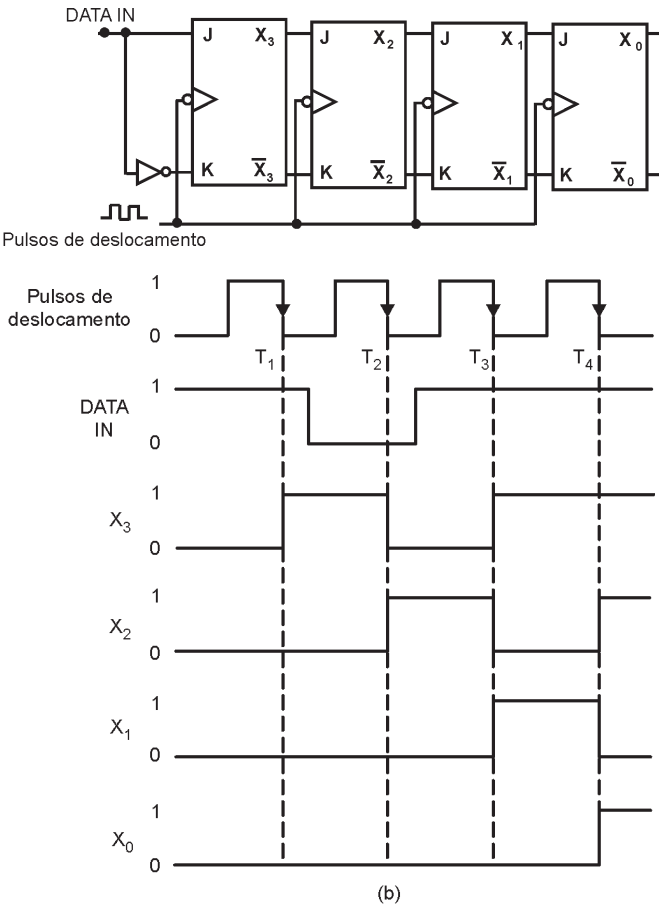 DATA IN
J X3 J X2 J X1 J X0
K X̅3 K X̅2 K X̅1 K X̅0
Pulsos de deslocamento
Pulsos de
deslocamento
1
0
T1 T2 T3 T4
DATA
IN
1
0
X3
1
0
X2
1
0
X1
1
0
X0
1
0
(b)